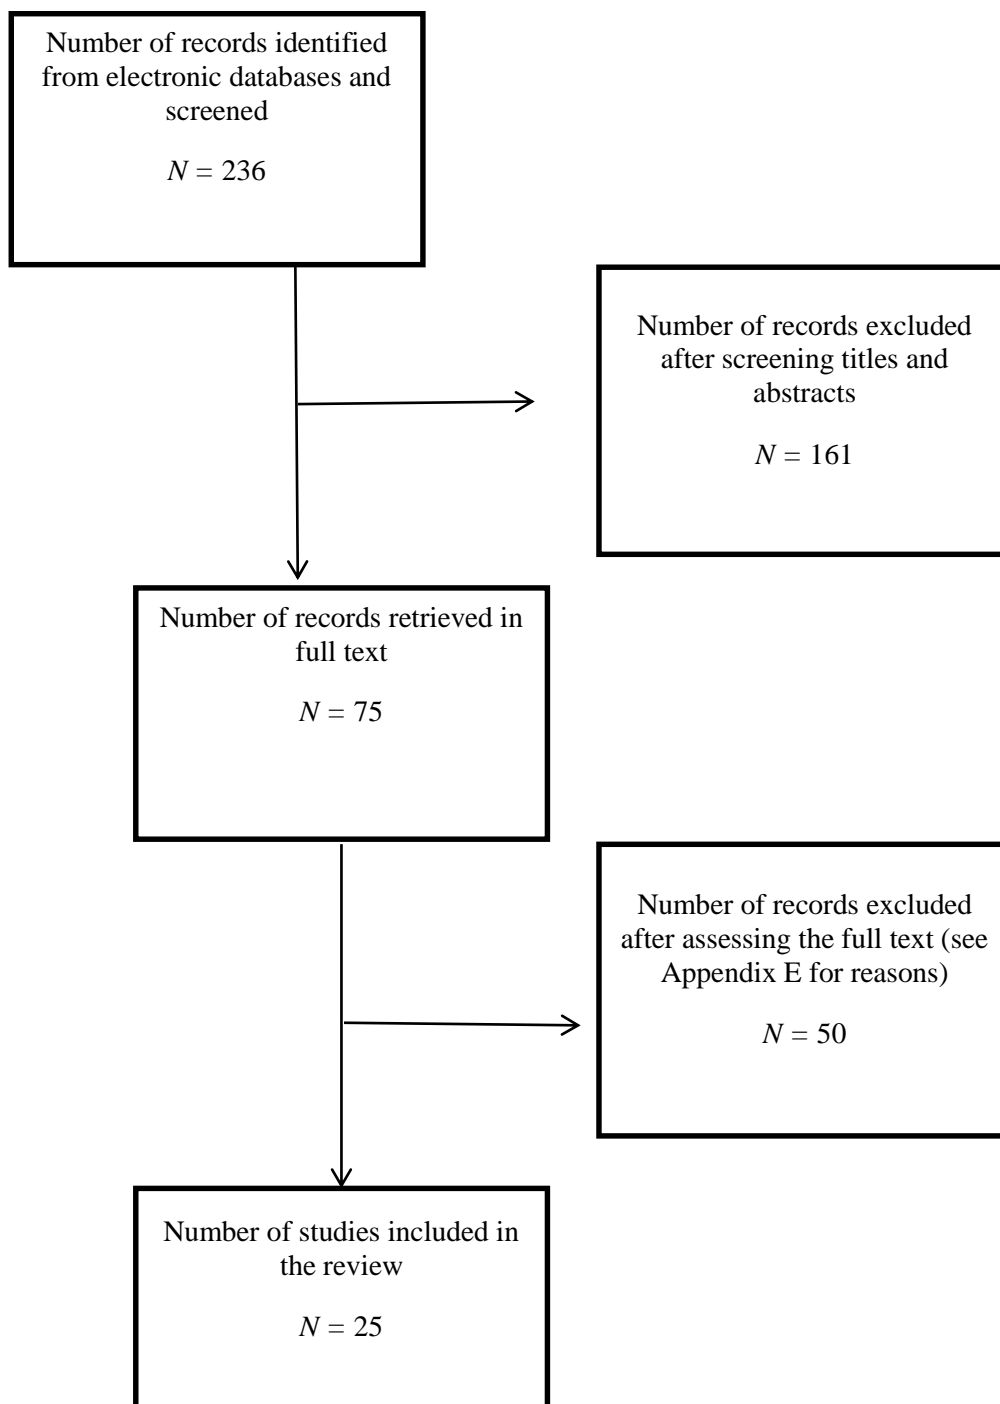 Number of records identified
from electronic databases and
screened
N = 236
Number of records excluded
after screening titles and
abstracts
N = 161
Number of records retrieved in
full text
N = 75
Number of records excluded
after assessing the full text (see
Appendix E for reasons)
N = 50
Number of studies included in
the review
N = 25